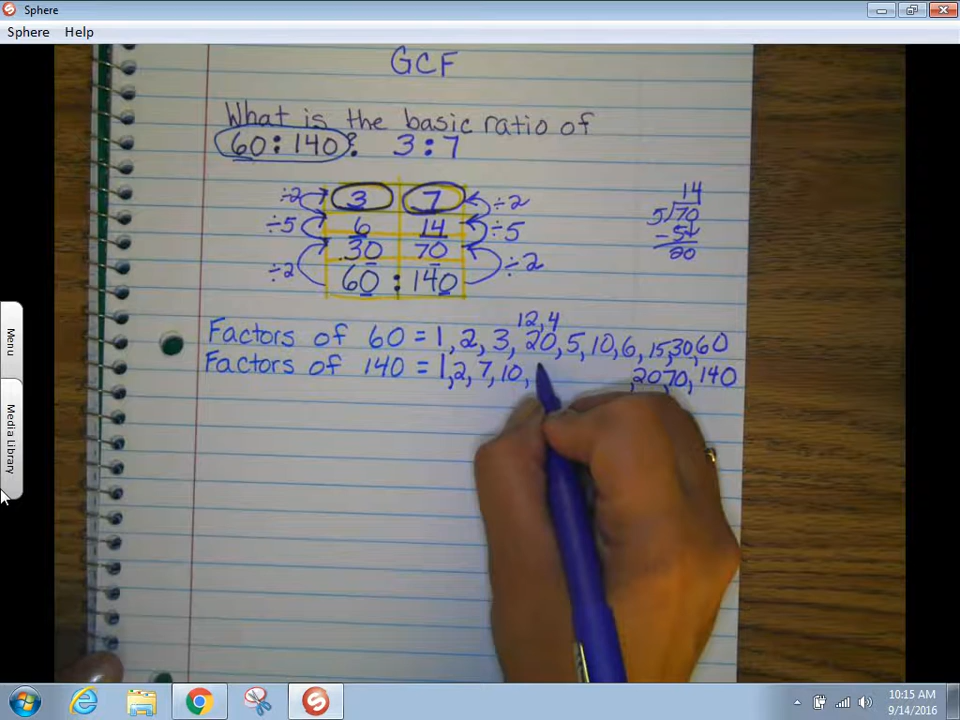 Sphere
Sphere Help
GCF
What is the basic ratio of
60:140? 3:7
÷2 3 7 ÷2
÷5 6 14 ÷5
30 70
÷2 60 : 140 ÷2
14
5 70
20
12, 4
Factors of 60 = 1, 2, 3, 20, 5, 10, 6, 15, 30, 60
Factors of 140 = 1, 2, 7, 10, , 20, 70, 140
Menu
Media Library
10:15 AM
9/14/2016